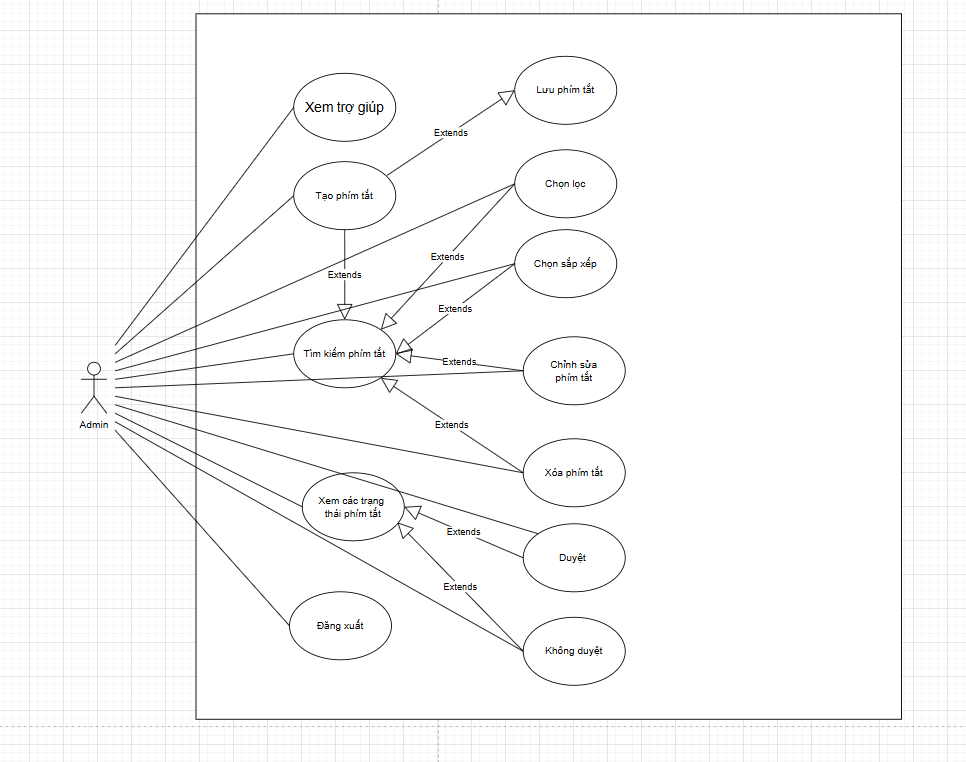 Lưu phím tắt
Xem trợ giúp
Extends
Chọn lọc
Tạo phím tắt
Extends
Chọn sắp xếp
Extends
Extends
Tìm kiếm phím tắt
Extends
Chỉnh sửa
phím tắt
Admin
Extends
Xóa phím tắt
Xem các trạng
thái phím tắt
Extends
Duyệt
Extends
Đăng xuất
Không duyệt